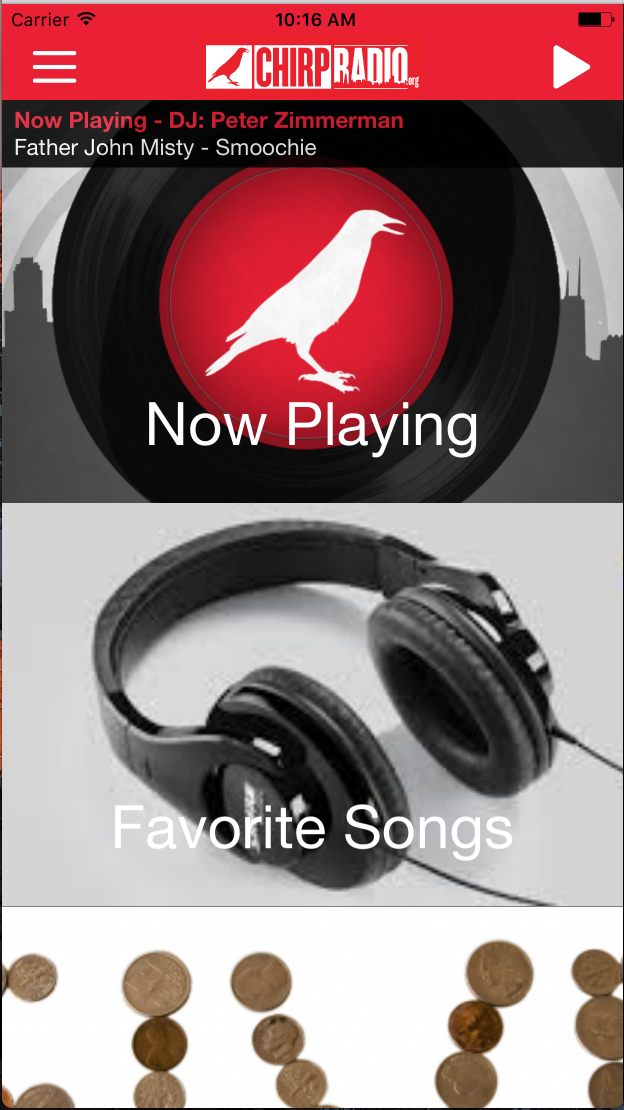 Carrier 10:16 AM
CHIRPRADIO.org
Now Playing - DJ: Peter Zimmerman
Father John Misty - Smoochie
Now Playing
Favorite Songs